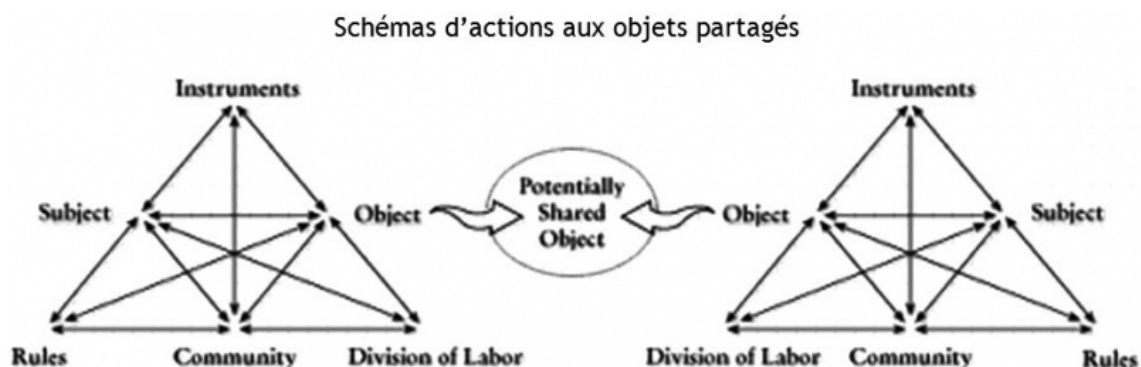 Schémas d'actions aux objets partagés
Instruments
Instruments
Subject
Object
Potentially
Shared
Object
Object
Subject
Rules
Community
Division of Labor
Division of Labor
Community
Rules